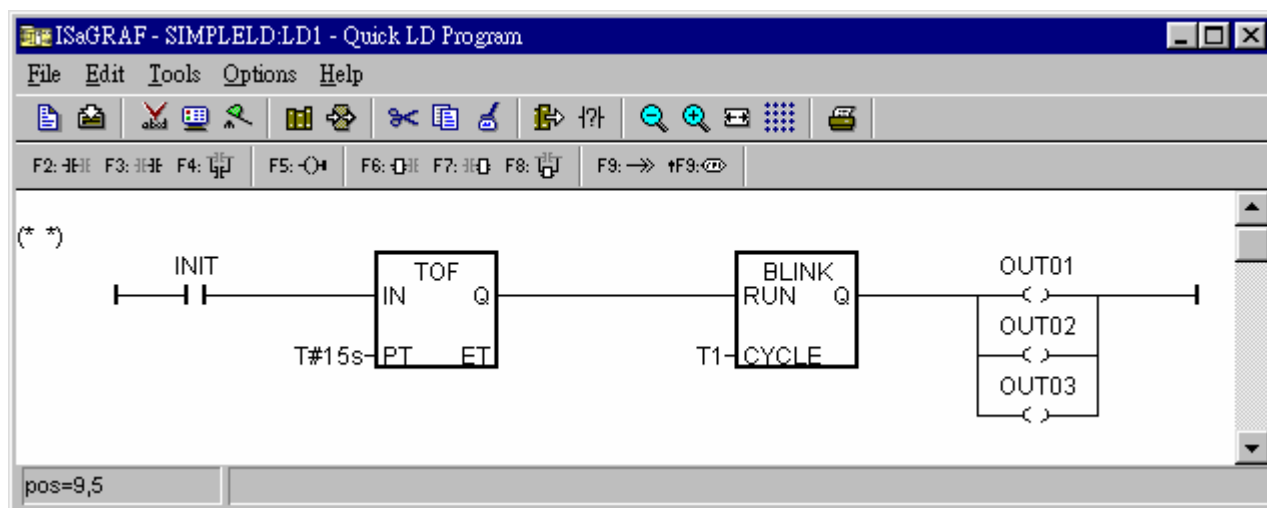 ISaGRAF - SIMPLELD:LD1 - Quick LD Program
File Edit Tools Options Help
F2: F3: F4: F5: F6: F7: F8: F9: F9:
(* *)
INIT TOF BLINK OUT01
IN Q RUN Q
OUT02
T#15s PT ET T1 CYCLE
OUT03
pos=9,5